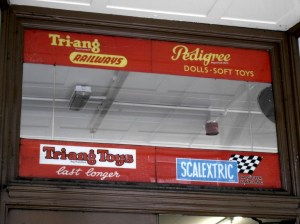 Tri-ang
RAILWAYS
Pedigree
DOLLS-SOFT TOYS
Tri-ang Toys
last longer
SCALEXTRIC